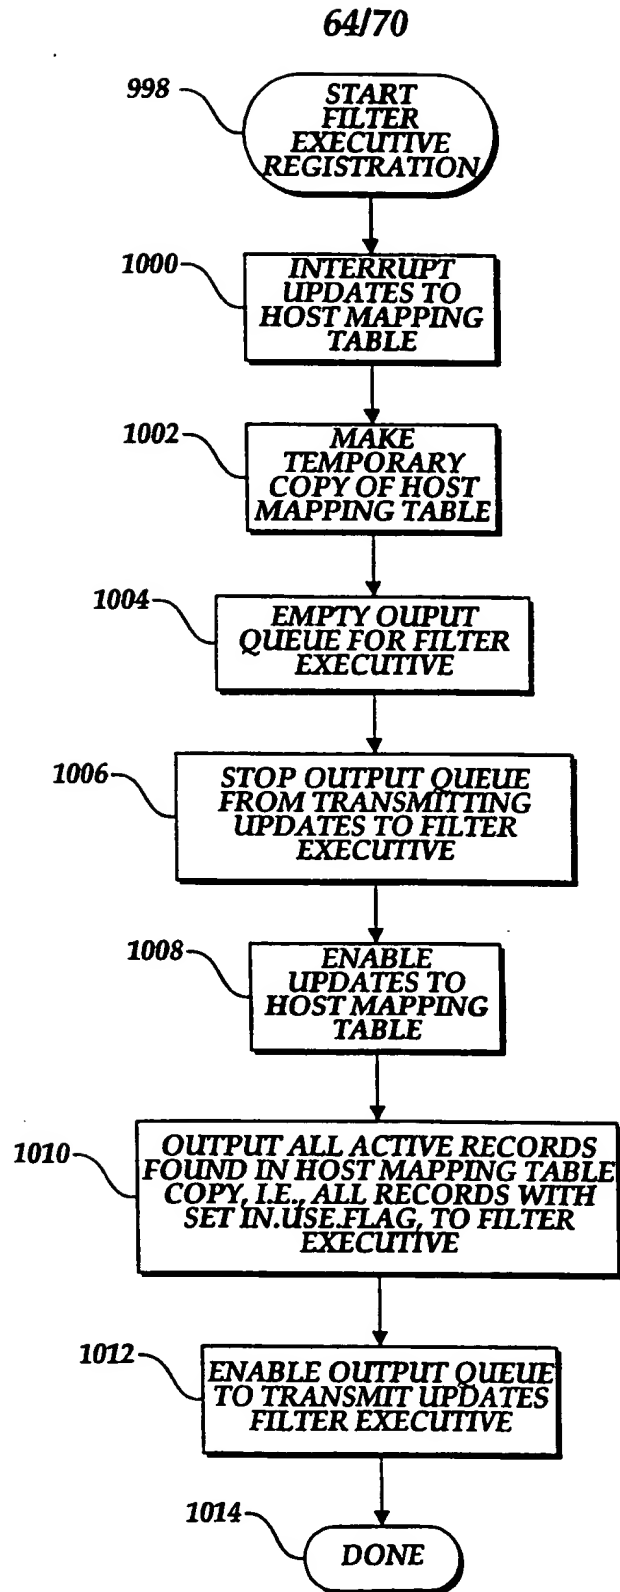 64/70
998
START
FILTER
EXECUTIVE
REGISTRATION
1000
INTERRUPT
UPDATES TO
HOST MAPPING
TABLE
1002
MAKE
TEMPORARY
COPY OF HOST
MAPPING TABLE
1004
EMPTY OUPUT
QUEUE FOR FILTER
EXECUTIVE
1006
STOP OUTPUT QUEUE
FROM TRANSMITTING
UPDATES TO FILTER
EXECUTIVE
1008
ENABLE
UPDATES TO
HOST MAPPING
TABLE
1010
OUTPUT ALL ACTIVE RECORDS
FOUND IN HOST MAPPING TABLE
COPY, I.E., ALL RECORDS WITH
SET IN.USE.FLAG, TO FILTER
EXECUTIVE
1012
ENABLE OUTPUT QUEUE
TO TRANSMIT UPDATES
FILTER EXECUTIVE
1014
DONE